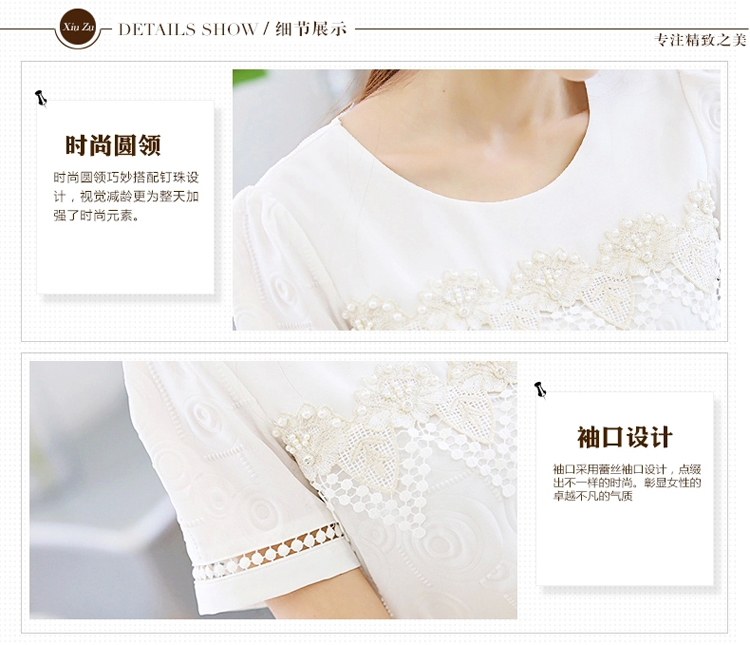 Xiu Zu
DETAILS SHOW / 细节展示
专注精致之美
时尚圆领
时尚圆领巧妙搭配钉珠设
计，视觉减龄更为整天加
强了时尚元素。
袖口设计
袖口采用蕾丝袖口设计，点缀
出不一样的时尚。彰显女性的
卓越不凡的气质